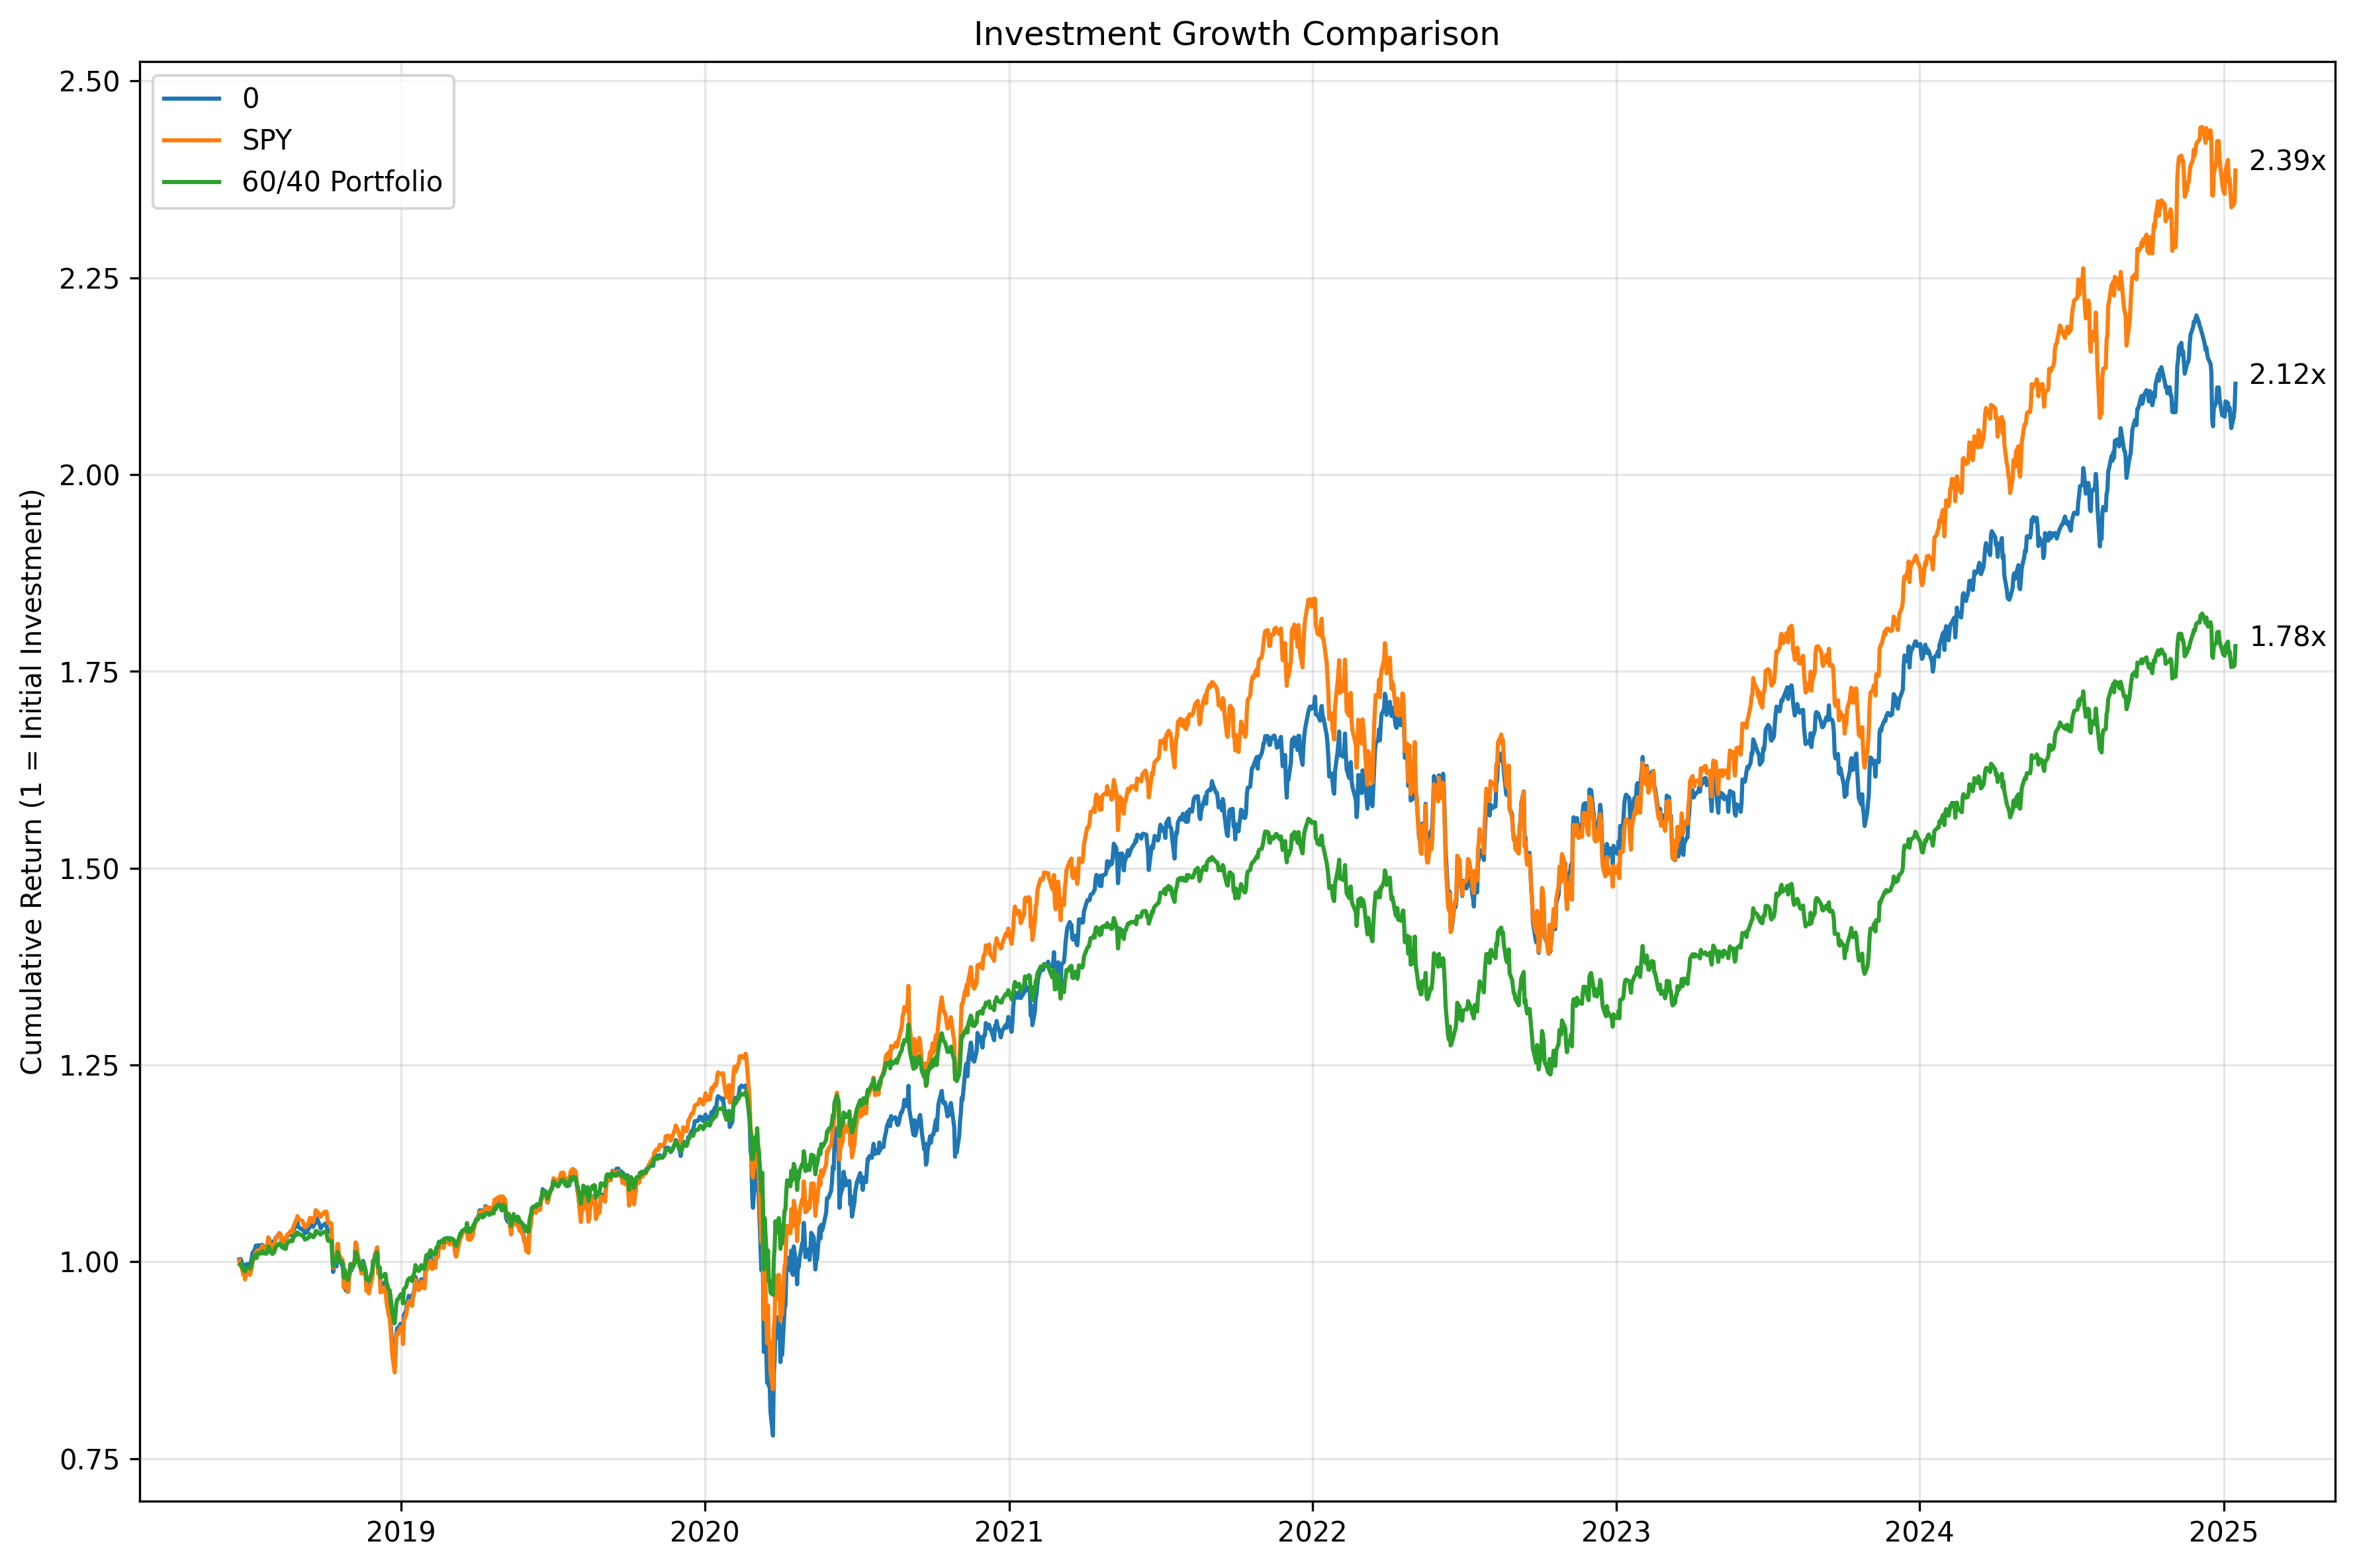 Investment Growth Comparison
0
SPY
60/40 Portfolio
Cumulative Return (1 = Initial Investment)
2.50
2.25
2.00
1.75
1.50
1.25
1.00
0.75
2.39x
2.12x
1.78x
2019
2020
2021
2022
2023
2024
2025